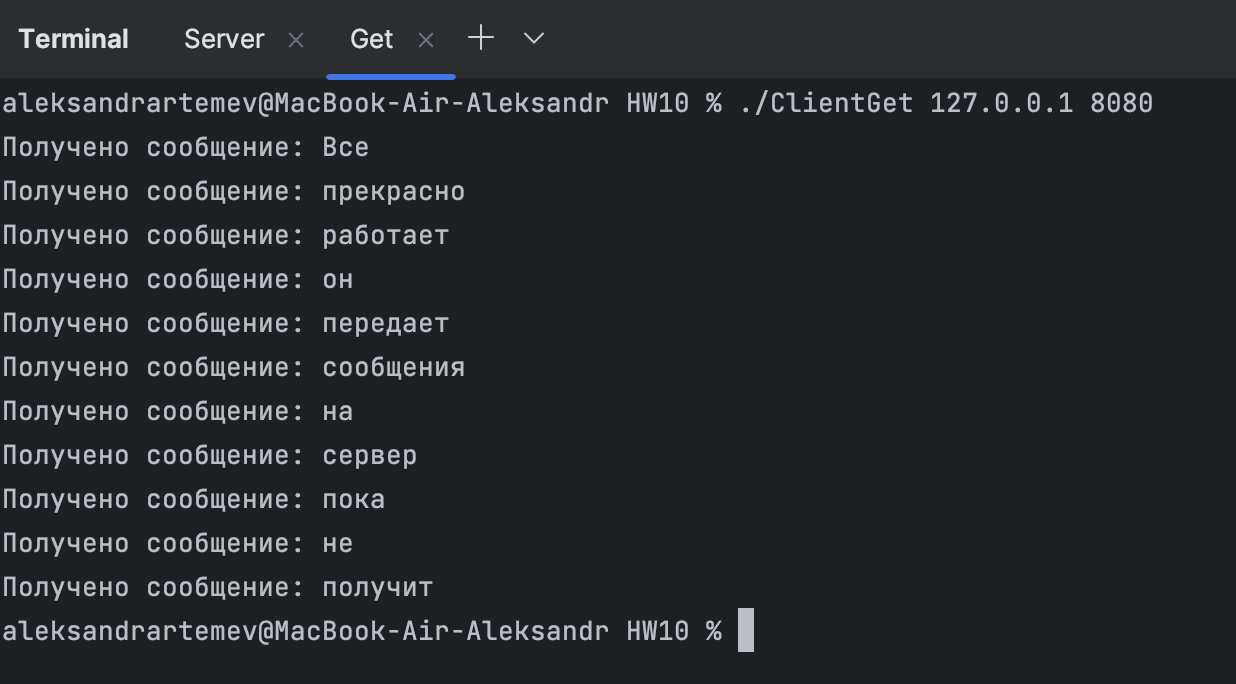 Terminal Server Get
aleksandrartemev@MacBook-Air-Aleksandr HW10 % ./ClientGet 127.0.0.1 8080
Получено сообщение: Все
Получено сообщение: прекрасно
Получено сообщение: работает
Получено сообщение: он
Получено сообщение: передает
Получено сообщение: сообщения
Получено сообщение: на
Получено сообщение: сервер
Получено сообщение: пока
Получено сообщение: не
Получено сообщение: получит
aleksandrartemev@MacBook-Air-Aleksandr HW10 %